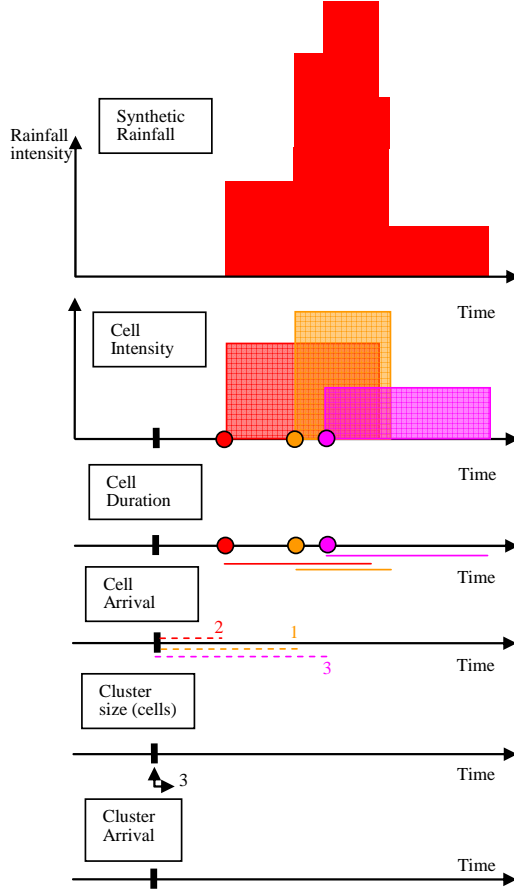 Synthetic
Rainfall
Rainfall
intensity
Time
Cell
Intensity
Cell
Duration
Time
Cell
Arrival
Time
2
1
3
Time
Cluster
size (cells)
Time
3
Cluster
Arrival